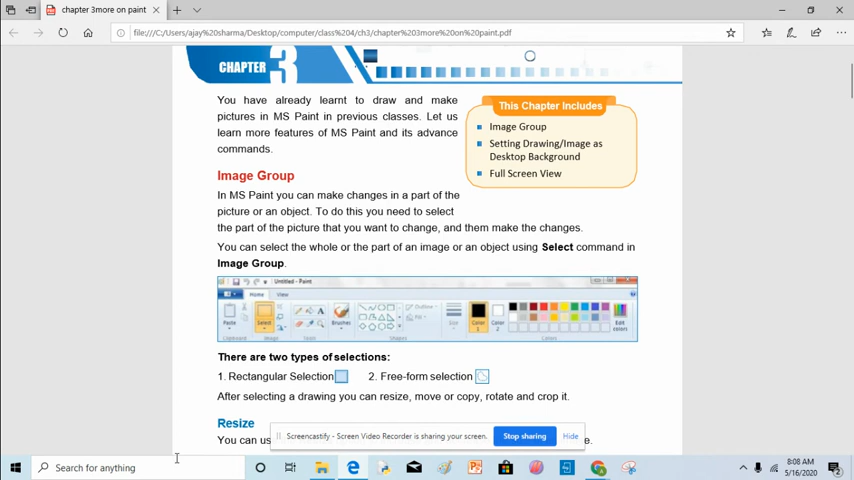 chapter 3more on paint
file:///C:/Users/ajay%20sharma/Desktop/computer/class%204/ch3/chapter%203more%20on%20paint.pdf
CHAPTER 3
You have already learnt to draw and make
pictures in MS Paint in previous classes. Let us
learn more features of MS Paint and its advance
commands.
This Chapter Includes
Image Group
Setting Drawing/Image as
Desktop Background
Full Screen View
Image Group
In MS Paint you can make changes in a part of the
picture or an object. To do this you need to select
the part of the picture that you want to change, and them make the changes.
You can select the whole or the part of an image or an object using Select command in
Image Group.
Untitled - Paint
Home View
Paste Select Brushes Shapes Outline Fill Size Color 1 Color 2 Edit colors
Clipboard Image Tools Shapes Colors
There are two types of selections:
1. Rectangular Selection 2. Free-form selection
After selecting a drawing you can resize, move or copy, rotate and crop it.
Resize
You can us
e.
Screencastify - Screen Video Recorder is sharing your screen. Stop sharing Hide
Search for anything
8:08 AM
5/16/2020
2